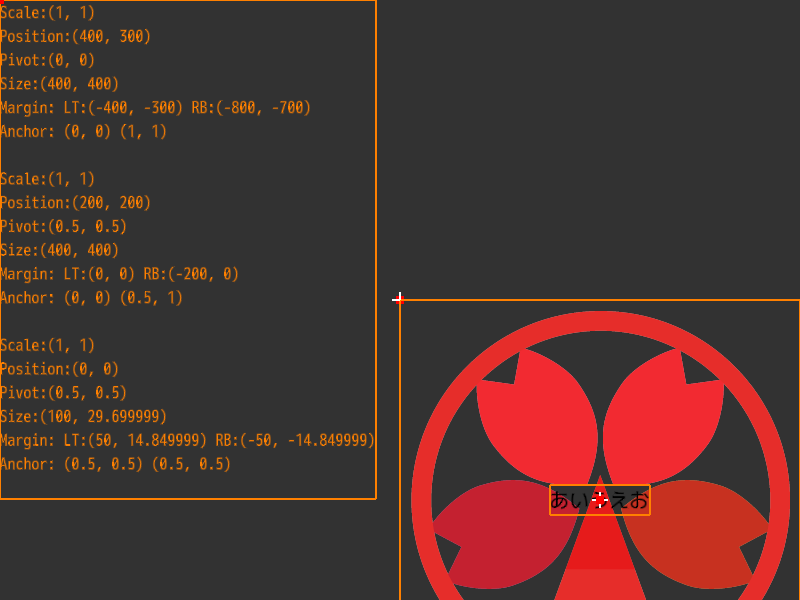 Scale:(1, 1)
Position:(400, 300)
Pivot:(0, 0)
Size:(400, 400)
Margin: LT:(-400, -300) RB:(-800, -700)
Anchor: (0, 0) (1, 1)
Scale:(1, 1)
Position:(200, 200)
Pivot:(0.5, 0.5)
Size:(400, 400)
Margin: LT:(0, 0) RB:(-200, 0)
Anchor: (0, 0) (0.5, 1)
Scale:(1, 1)
Position:(0, 0)
Pivot:(0.5, 0.5)
Size:(100, 29.699999)
Margin: LT:(50, 14.849999) RB:(-50, -14.849999)
Anchor: (0.5, 0.5) (0.5, 0.5)
あいうえお